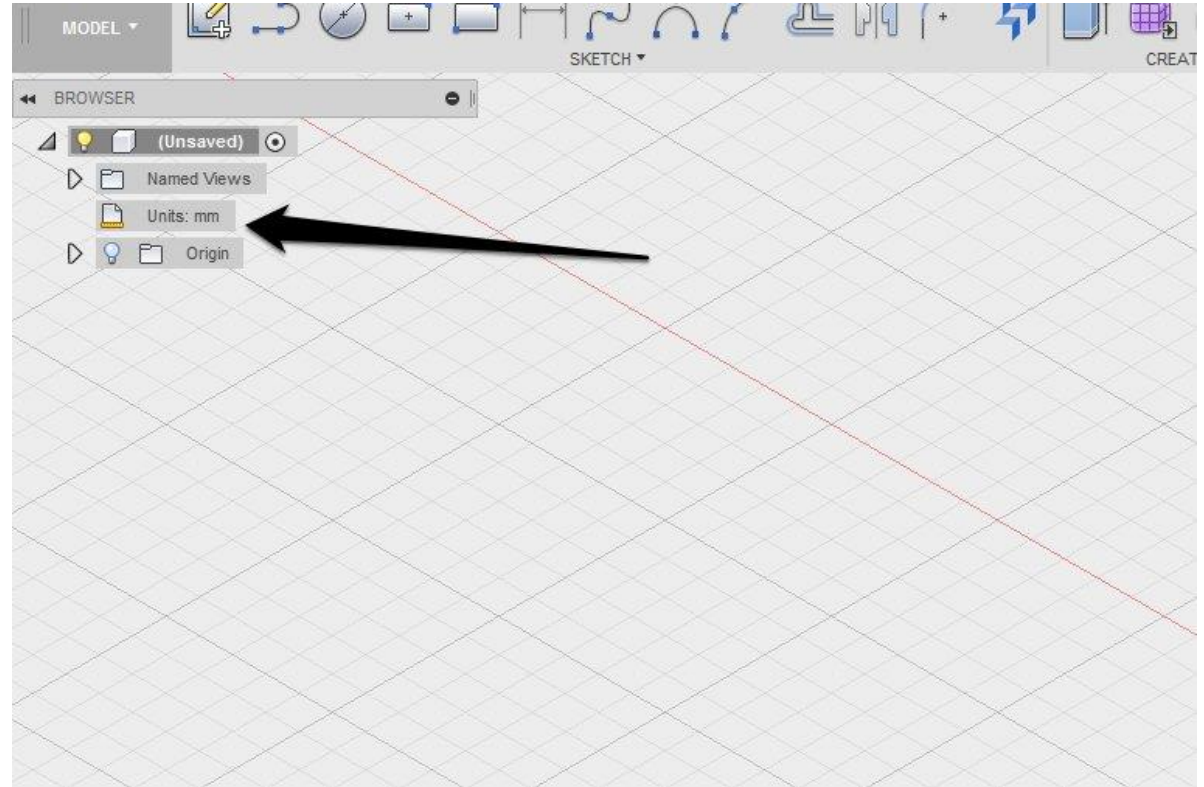 MODEL
SKETCH
CREAT
BROWSER
(Unsaved)
Named Views
Units: mm
Origin